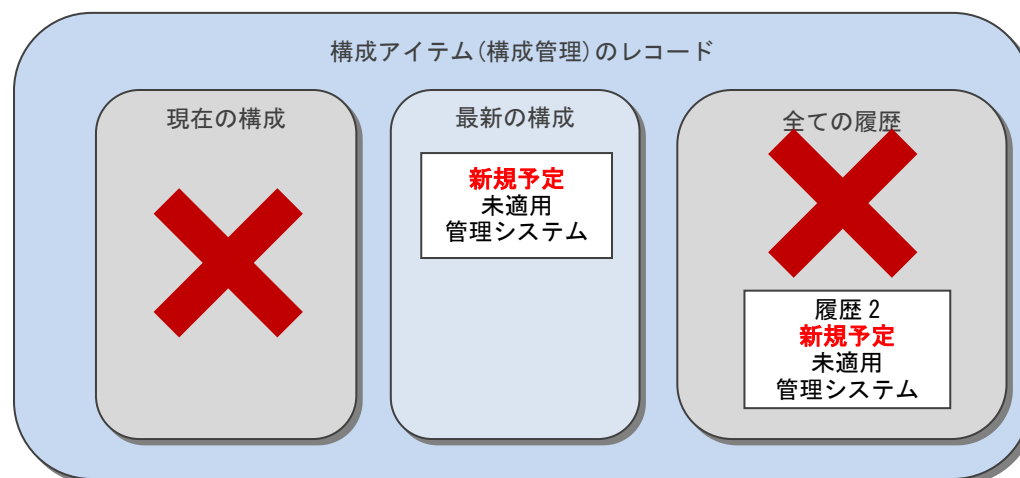 構成アイテム(構成管理)のレコード
現在の構成
最新の構成
新規予定
未適用
管理システム
全ての履歴
履歴 2
新規予定
未適用
管理システム